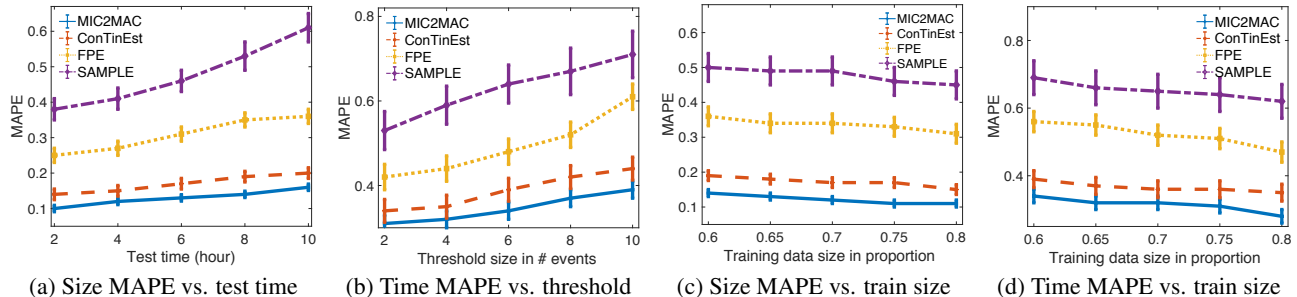 MAPE
0.6
0.5
0.4
0.3
0.2
0.1
MIC2MAC
ConTinEst
FPE
SAMPLE
2 4 6 8 10
Test time (hour)
(a) Size MAPE vs. test time
MAPE
0.8
0.6
0.4
MIC2MAC
ConTinEst
FPE
SAMPLE
2 4 6 8 10
Threshold size in # events
(b) Time MAPE vs. threshold
MAPE
0.6
0.5
0.4
0.3
0.2
0.1
MIC2MAC
ConTinEst
FPE
SAMPLE
0.6 0.65 0.7 0.75 0.8
Training data size in proportion
(c) Size MAPE vs. train size
MAPE
0.8
0.6
0.4
MIC2MAC
ConTinEst
FPE
SAMPLE
0.6 0.65 0.7 0.75 0.8
Training data size in proportion
(d) Time MAPE vs. train size